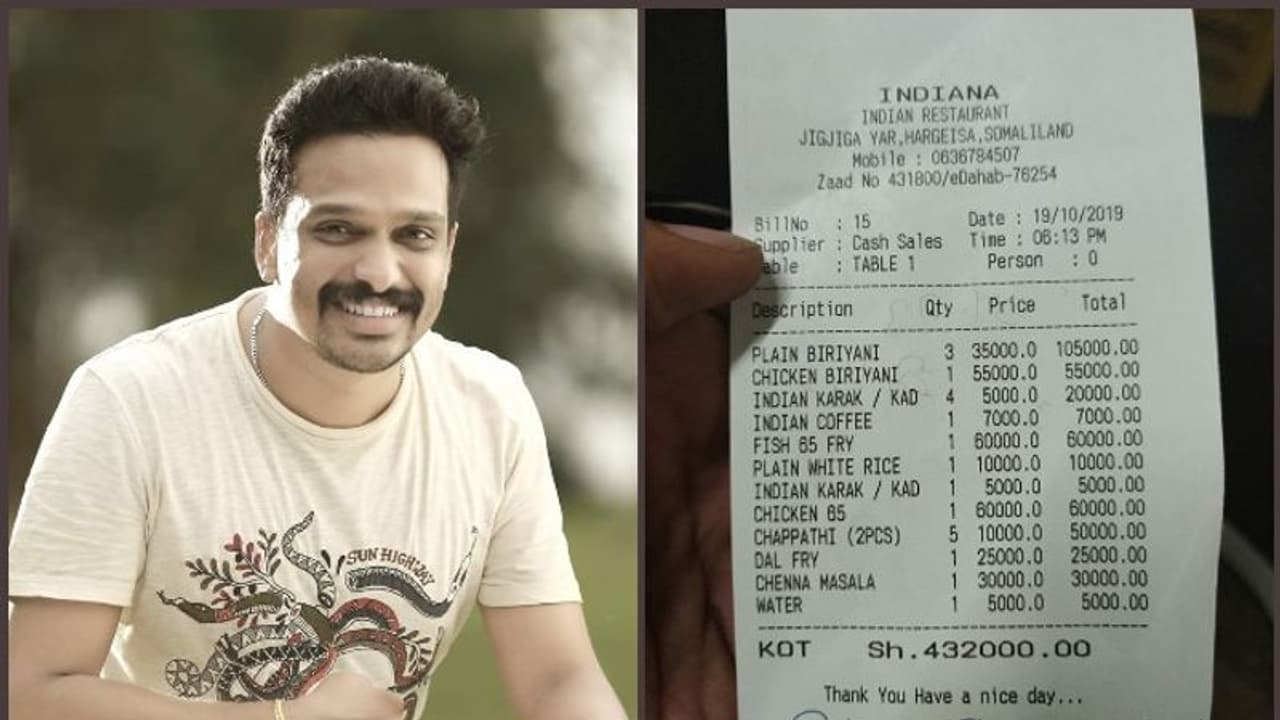 SUN HIGHWAY
INDIANA
INDIAN RESTAURANT
JIGJIGA YAR,HARGEISA,SOMALILAND
Mobile : 0636784507
Zaad No 431800/eDahab-76254
BillNo : 15 Date : 19/10/2019
Supplier : Cash Sales Time : 06:13 PM
able : TABLE 1 Person : 0
Description Qty Price Total
PLAIN BIRIYANI 3 35000.0 105000.00
CHICKEN BIRIYANI 1 55000.0 55000.00
INDIAN KARAK / KAD 4 5000.0 20000.00
INDIAN COFFEE 1 7000.0 7000.00
FISH 65 FRY 1 60000.0 60000.00
PLAIN WHITE RICE 1 10000.0 10000.00
INDIAN KARAK / KAD 1 5000.0 5000.00
CHICKEN 65 1 60000.0 60000.00
CHAPPATHI (2PCS) 5 10000.0 50000.00
DAL FRY 1 25000.0 25000.00
CHENNA MASALA 1 30000.0 30000.00
WATER 1 5000.0 5000.00
KOT Sh.432000.00
Thank You Have a nice day...